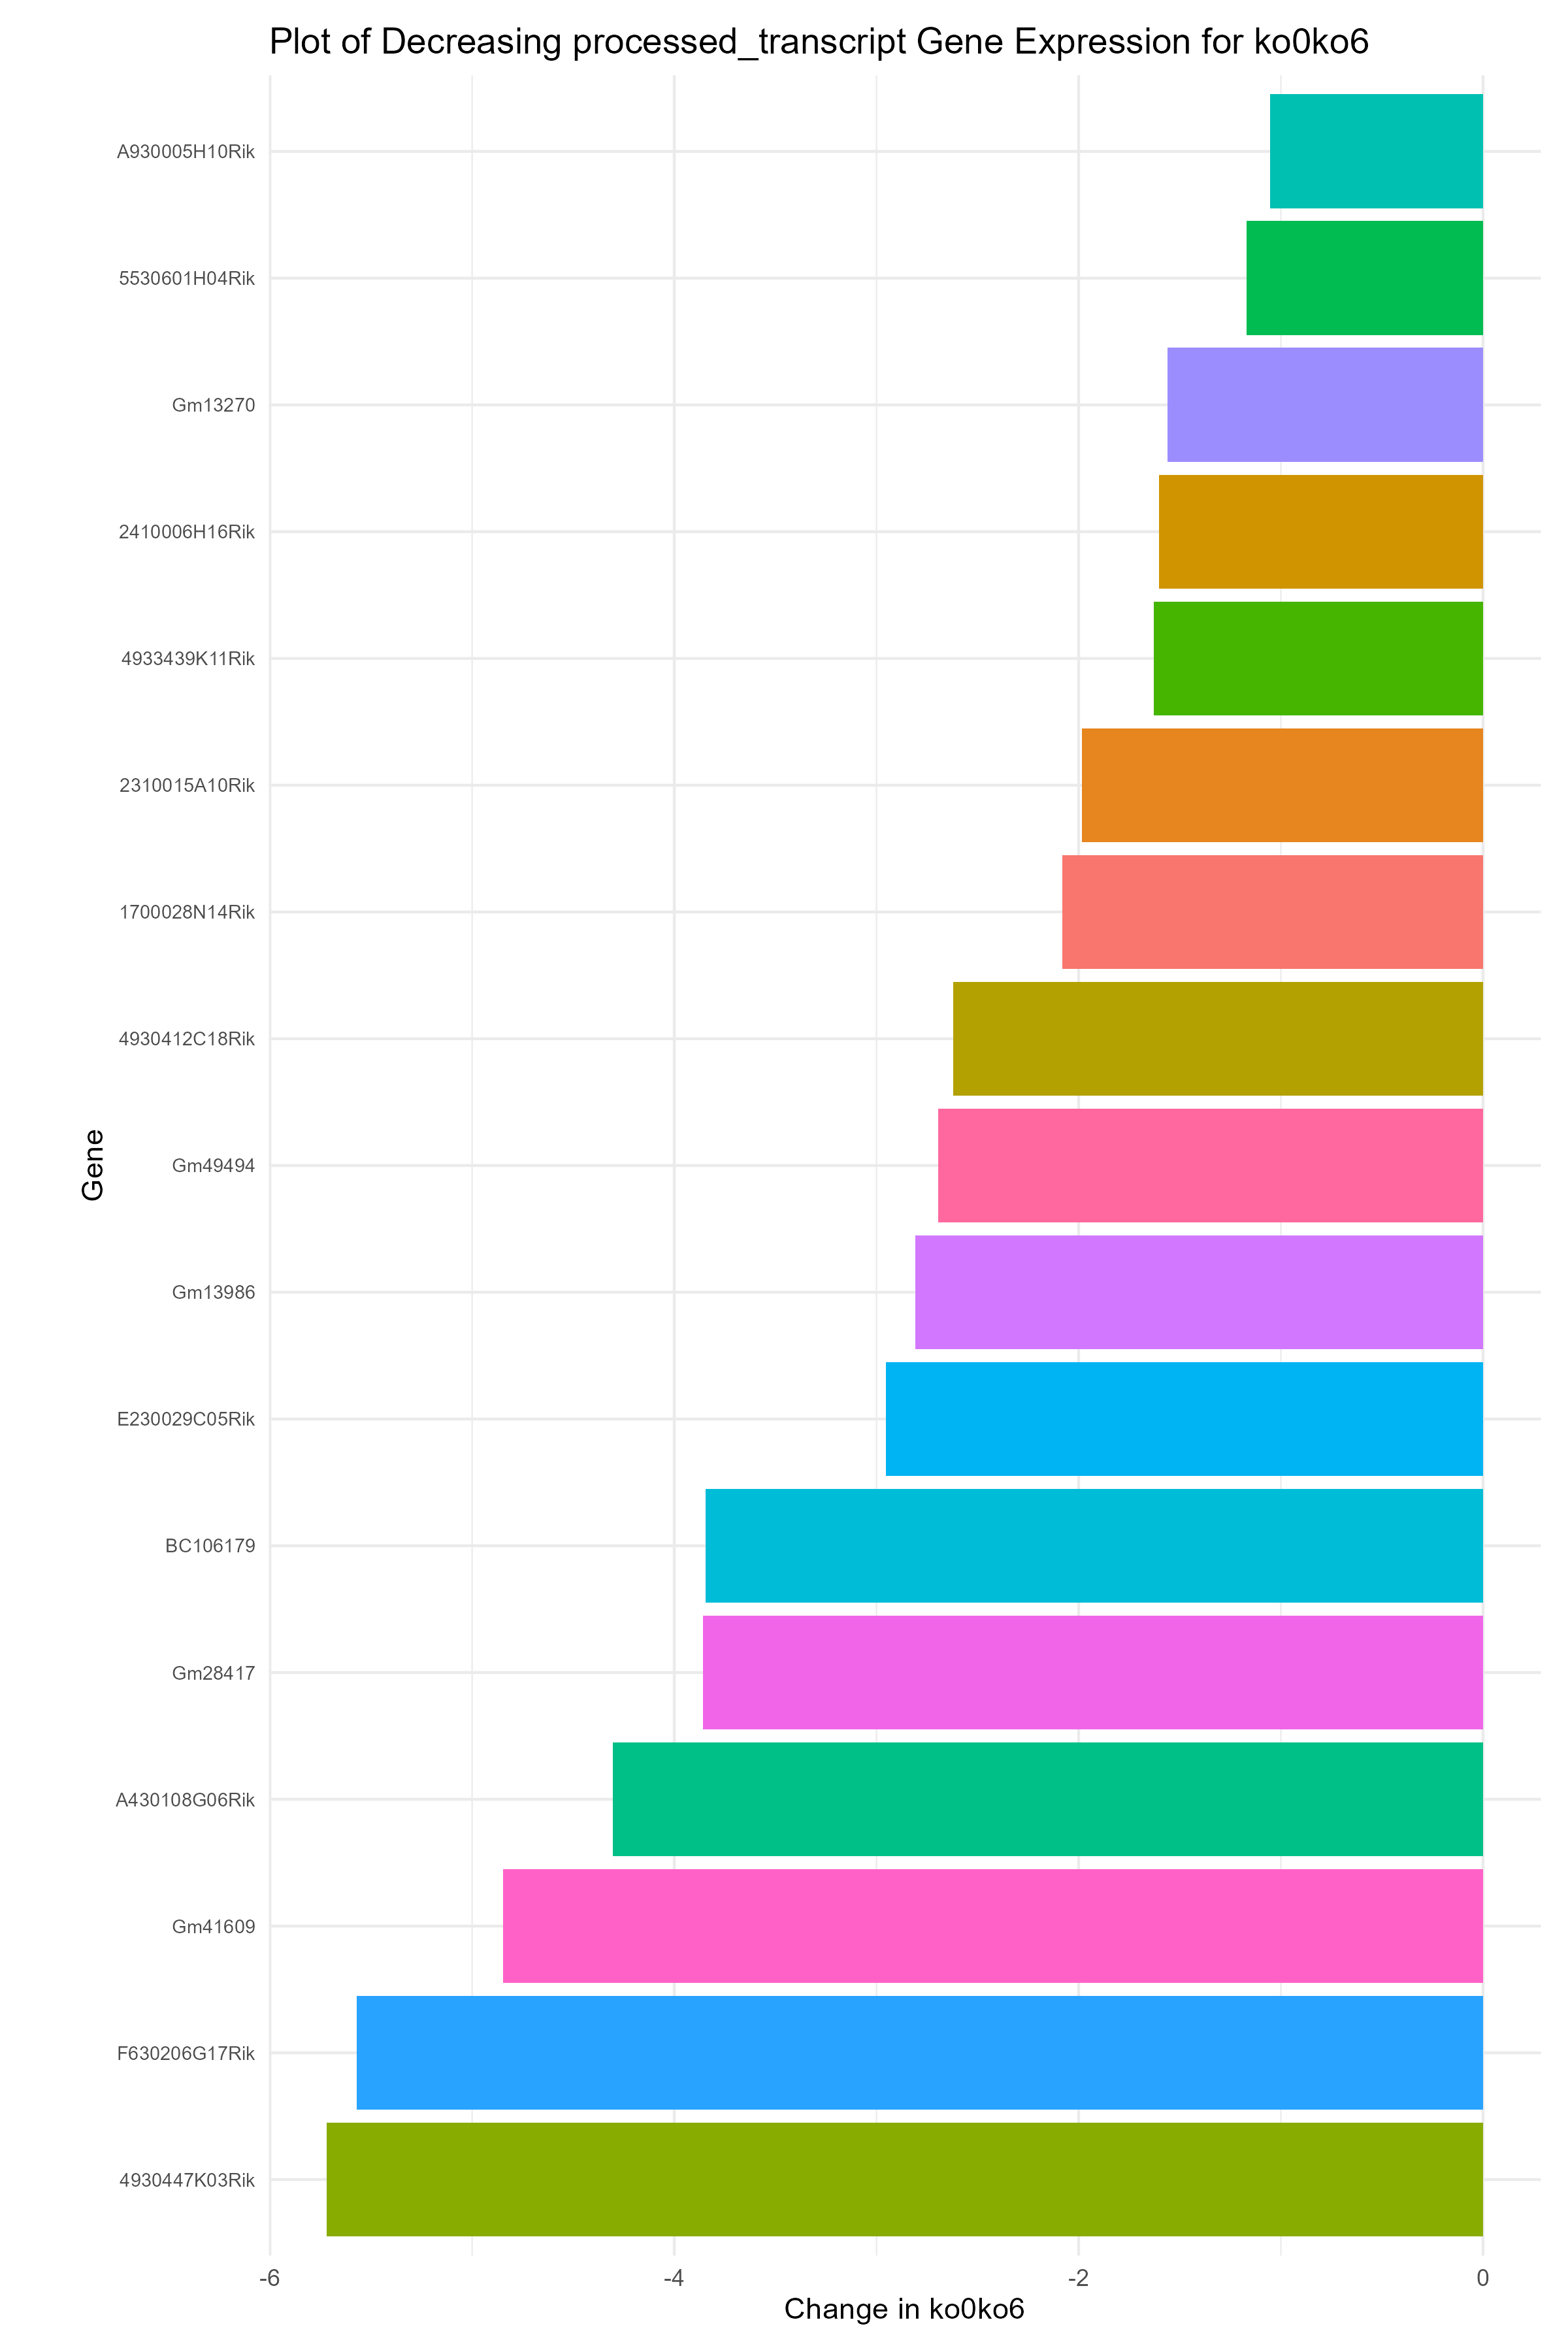 Plot of Decreasing processed_transcript Gene Expression for ko0ko6
A930005H10Rik
5530601H04Rik
Gm13270
2410006H16Rik
4933439K11Rik
2310015A10Rik
1700028N14Rik
4930412C18Rik
Gm49494
Gm13986
E230029C05Rik
BC106179
Gm28417
A430108G06Rik
Gm41609
F630206G17Rik
4930447K03Rik
Gene
-6 -4 -2 0
Change in ko0ko6